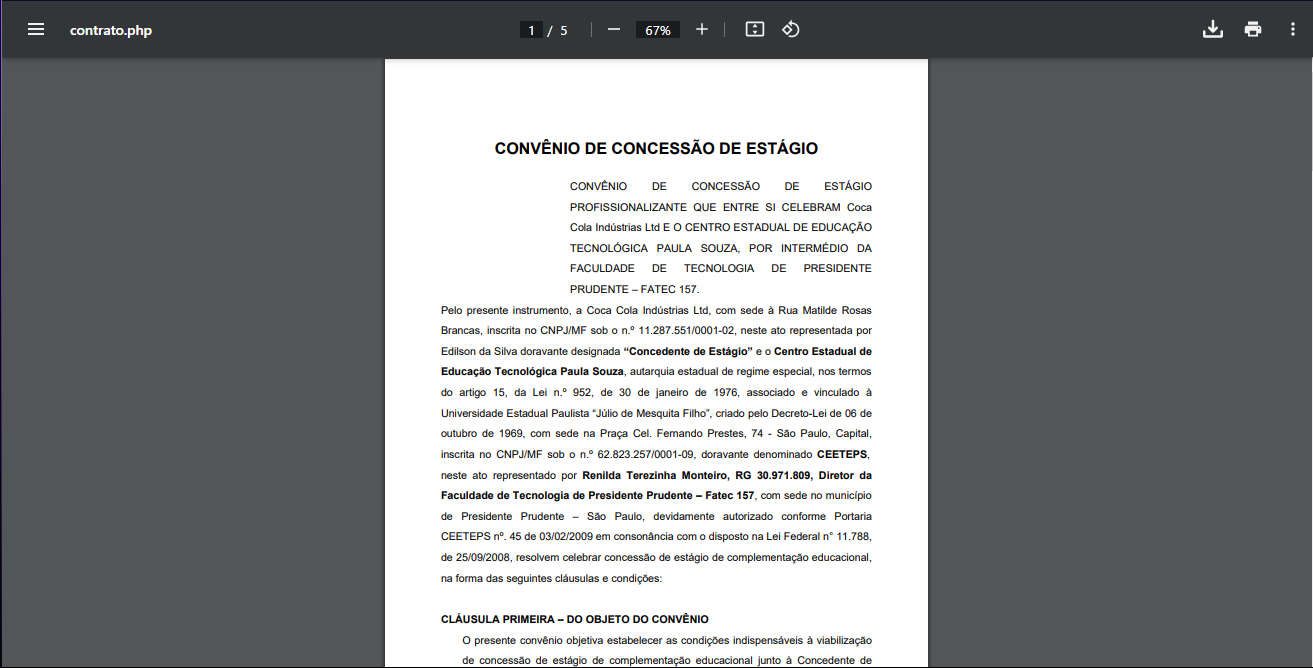 contrato.php
1 / 5
67%
CONVÊNIO DE CONCESSÃO DE ESTÁGIO
CONVÊNIO DE CONCESSÃO DE ESTÁGIO
PROFISSIONALIZANTE QUE ENTRE SI CELEBRAM Coca
Cola Indústrias Ltd E O CENTRO ESTADUAL DE EDUCAÇÃO
TECNOLÓGICA PAULA SOUZA, POR INTERMÉDIO DA
FACULDADE DE TECNOLOGIA DE PRESIDENTE
PRUDENTE – FATEC 157.
Pelo presente instrumento, a Coca Cola Indústrias Ltd, com sede à Rua Matilde Rosas
Brancas, inscrita no CNPJ/MF sob o n.º 11.287.551/0001-02, neste ato representada por
Edilson da Silva doravante designada “Concedente de Estágio” e o Centro Estadual de
Educação Tecnológica Paula Souza, autarquia estadual de regime especial, nos termos
do artigo 15, da Lei n.º 952, de 30 de janeiro de 1976, associado e vinculado à
Universidade Estadual Paulista “Júlio de Mesquita Filho”, criado pelo Decreto-Lei de 06 de
outubro de 1969, com sede na Praça Cel. Fernando Prestes, 74 - São Paulo, Capital,
inscrita no CNPJ/MF sob o n.º 62.823.257/0001-09, doravante denominado CEETEPS,
neste ato representado por Renilda Terezinha Monteiro, RG 30.971.809, Diretor da
Faculdade de Tecnologia de Presidente Prudente – Fatec 157, com sede no município
de Presidente Prudente – São Paulo, devidamente autorizado conforme Portaria
CEETEPS nº. 45 de 03/02/2009 em consonância com o disposto na Lei Federal n° 11.788,
de 25/09/2008, resolvem celebrar concessão de estágio de complementação educacional,
na forma das seguintes cláusulas e condições:
CLÁUSULA PRIMEIRA – DO OBJETO DO CONVÊNIO
O presente convênio objetiva estabelecer as condições indispensáveis à viabilização
de concessão de estágio de complementação educacional junto à Concedente de